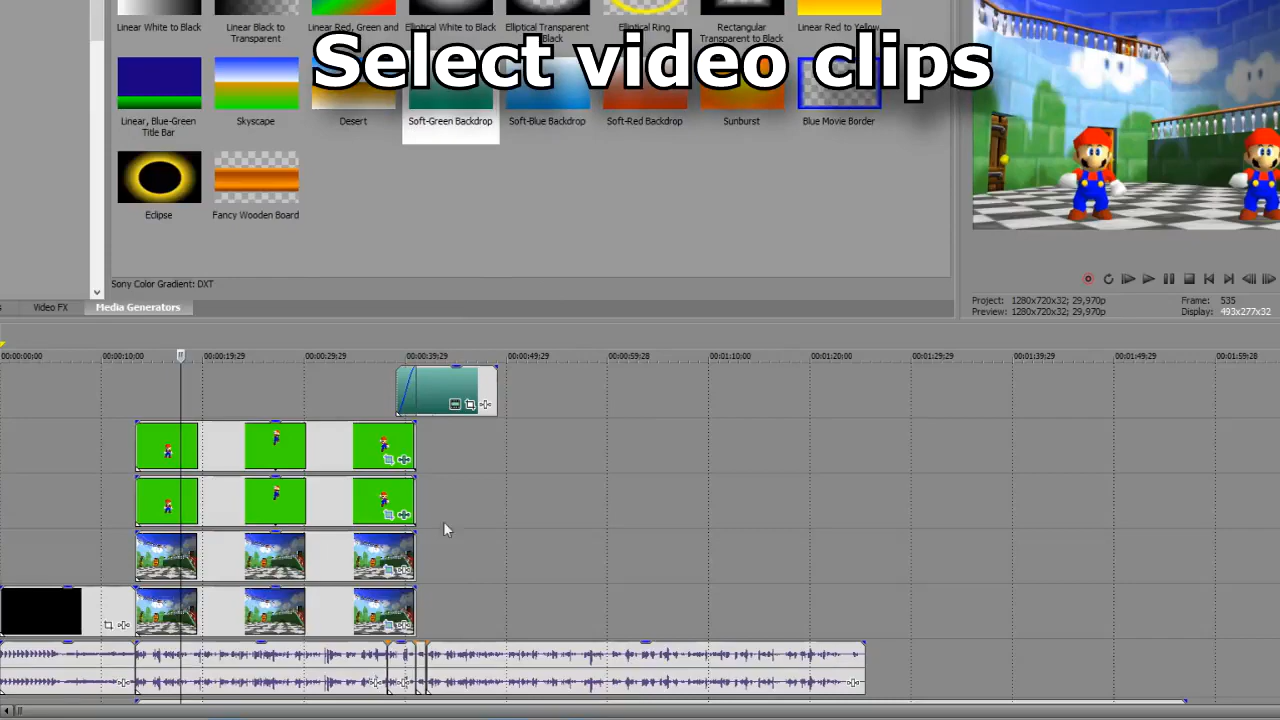 Linear White to Black
Linear Black to
Transparent
Linear Red, Green and
Elliptical White to Black
Elliptical Transparent
Black
Elliptical Ring
Rectangular
Transparent to Black
Linear Red to Yellow
Select video clips
Linear, Blue-Green
Title Bar
Skyscape
Desert
Soft-Green Backdrop
Soft-Blue Backdrop
Soft-Red Backdrop
Sunburst
Blue Movie Border
Eclipse
Fancy Wooden Board
Sony Color Gradient: DXT
Video FX
Media Generators
Project: 1280x720x32; 29,970p
Preview: 1280x720x32; 29,970p
Frame: 535
Display: 493x277x32
00:00:00:00
00:00:10:00
00:00:19:29
00:00:29:29
00:00:39:29
00:00:49:29
00:00:59:28
00:01:10:00
00:01:20:00
00:01:29:29
00:01:39:29
00:01:49:29
00:01:59:28